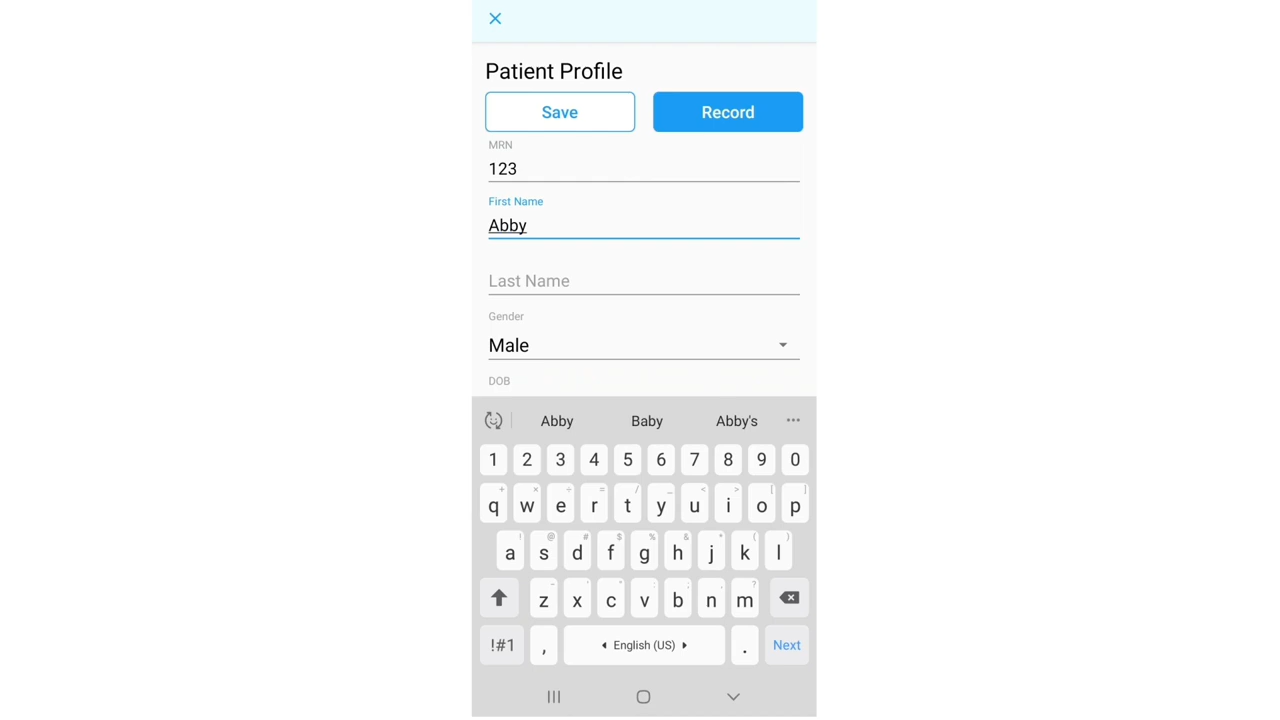 Patient Profile
Save Record
MRN
123
First Name
Abby
Last Name
Gender
Male
DOB
Abby Baby Abby's ...
1 2 3 4 5 6 7 8 9 0
+ × ÷ = / _ < > [ ]
q w e r t y u i o p
! @ # $ % & * ( )
a s d f g h j k l
- ' " : ; , ?
z x c v b n m
!#1 , English (US) . Next